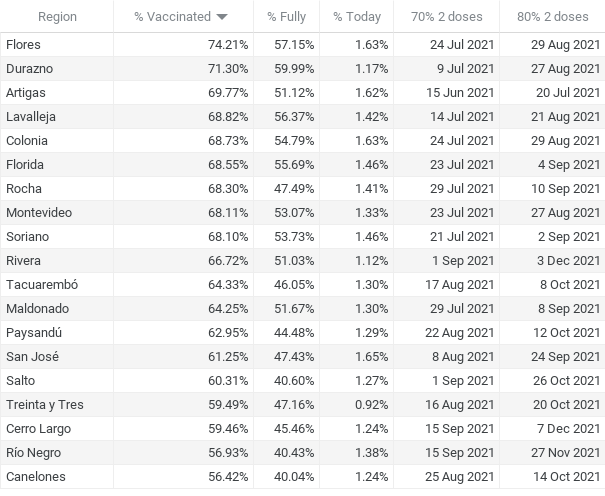 Region % Vaccinated % Fully % Today 70% 2 doses 80% 2 doses
Flores 74.21% 57.15% 1.63% 24 Jul 2021 29 Aug 2021
Durazno 71.30% 59.99% 1.17% 9 Jul 2021 27 Aug 2021
Artigas 69.77% 51.12% 1.62% 15 Jun 2021 20 Jul 2021
Lavalleja 68.82% 56.37% 1.42% 14 Jul 2021 21 Aug 2021
Colonia 68.73% 54.79% 1.63% 24 Jul 2021 29 Aug 2021
Florida 68.55% 55.69% 1.46% 23 Jul 2021 4 Sep 2021
Rocha 68.30% 47.49% 1.41% 29 Jul 2021 10 Sep 2021
Montevideo 68.11% 53.07% 1.33% 23 Jul 2021 27 Aug 2021
Soriano 68.10% 53.73% 1.46% 21 Jul 2021 2 Sep 2021
Rivera 66.72% 51.03% 1.12% 1 Sep 2021 3 Dec 2021
Tacuarembó 64.33% 46.05% 1.30% 17 Aug 2021 8 Oct 2021
Maldonado 64.25% 51.67% 1.30% 29 Jul 2021 8 Sep 2021
Paysandú 62.95% 44.48% 1.29% 22 Aug 2021 12 Oct 2021
San José 61.25% 47.43% 1.65% 8 Aug 2021 24 Sep 2021
Salto 60.31% 40.60% 1.27% 1 Sep 2021 26 Oct 2021
Treinta y Tres 59.49% 47.16% 0.92% 16 Aug 2021 20 Oct 2021
Cerro Largo 59.46% 45.46% 1.24% 15 Sep 2021 7 Dec 2021
Río Negro 56.93% 40.43% 1.38% 15 Sep 2021 27 Nov 2021
Canelones 56.42% 40.04% 1.24% 25 Aug 2021 14 Oct 2021